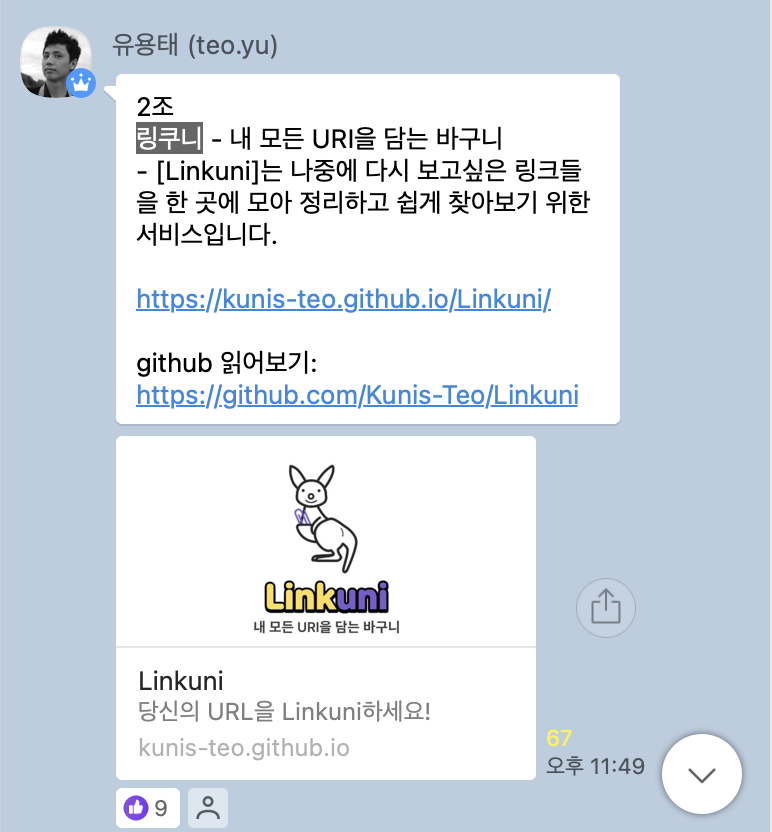 유용태 (teo.yu)
2조
링쿠니 - 내 모든 URI을 담는 바구니
- [Linkuni]는 나중에 다시 보고싶은 링크들
을 한 곳에 모아 정리하고 쉽게 찾아보기 위한
서비스입니다.
https://kunis-teo.github.io/Linkuni/
github 읽어보기:
https://github.com/Kunis-Teo/Linkuni
Linkuni
내 모든 URI을 담는 바구니
Linkuni
당신의 URL을 Linkuni하세요!
kunis-teo.github.io
67
오후 11:49
9